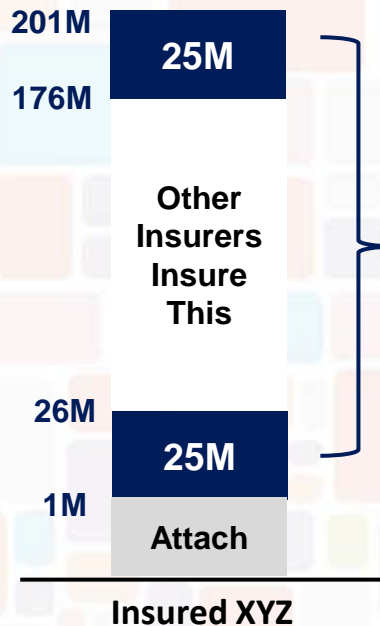 201M
25M
176M
Other
Insurers
Insure
This
26M
25M
1M
Attach
Insured XYZ